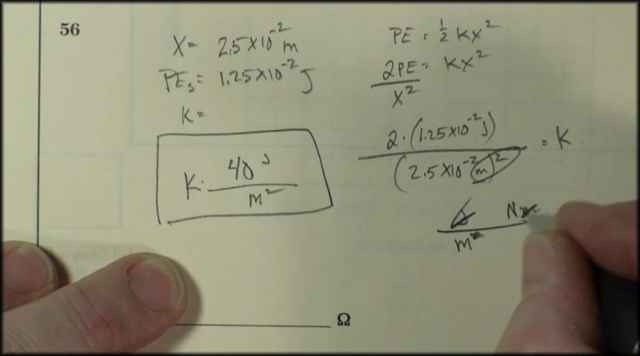 56
X = 2.5×10⁻² m
PEs = 1.25×10⁻² J
K =
K · 40 J / m²
PE = ½ KX²
2PE = KX²
X²
2 · (1.25×10⁻² J)
(2.5×10⁻² m)² = K
J N
m
Ω